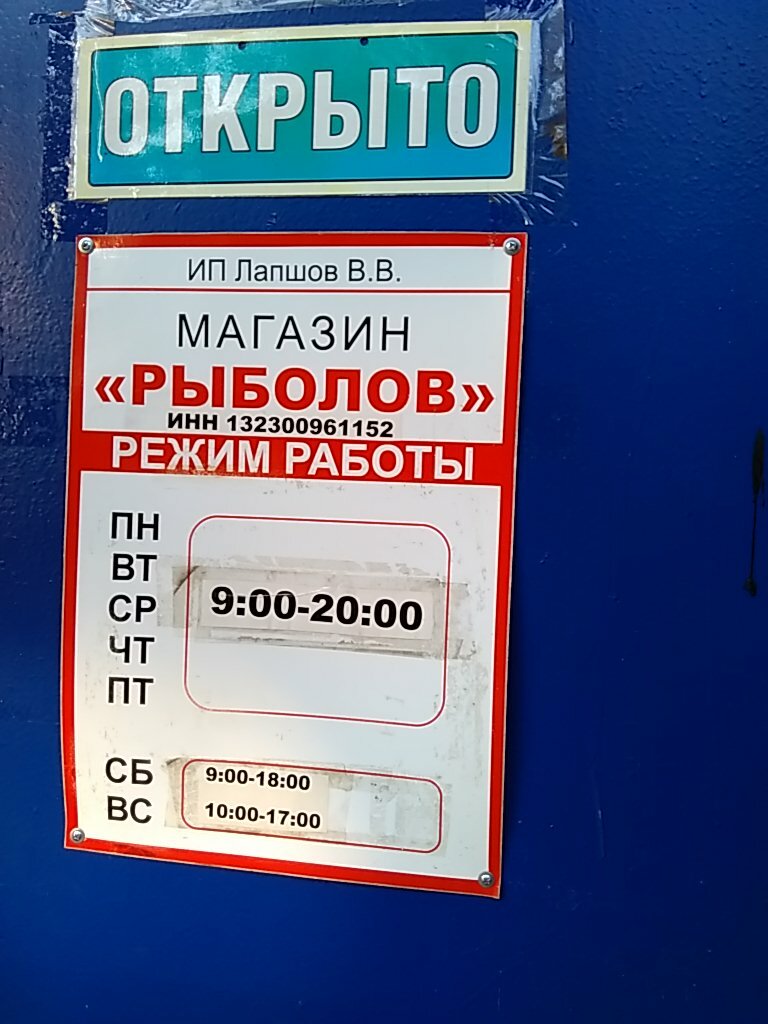 ОТКРЫТО
ИП Лапшов В.В.
МАГАЗИН
«РЫБОЛОВ»
ИНН 132300961152
РЕЖИМ РАБОТЫ
ПН
ВТ
СР 9:00-20:00
ЧТ
ПТ
СБ 9:00-18:00
ВС 10:00-17:00